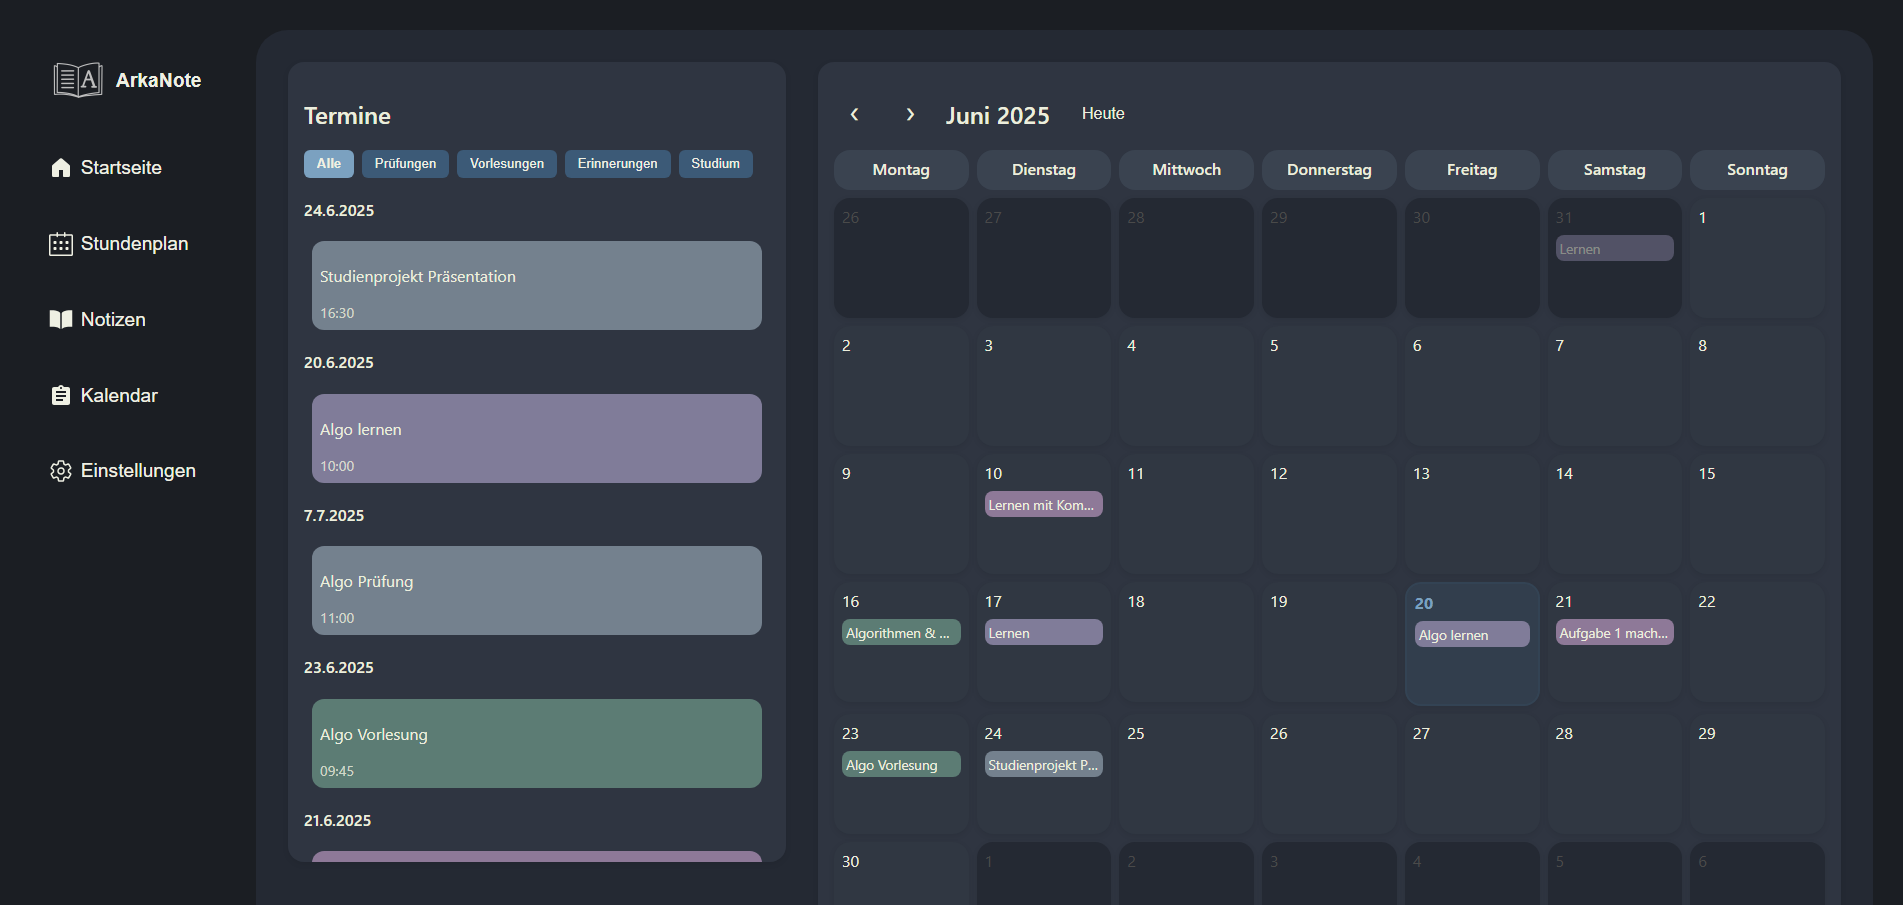 ArkaNote
Startseite
Stundenplan
Notizen
Kalendar
Einstellungen
Termine
Alle Prüfungen Vorlesungen Erinnerungen Studium
24.6.2025
Studienprojekt Präsentation
16:30
20.6.2025
Algo lernen
10:00
7.7.2025
Algo Prüfung
11:00
23.6.2025
Algo Vorlesung
09:45
21.6.2025
‹ › Juni 2025 Heute
Montag Dienstag Mittwoch Donnerstag Freitag Samstag Sonntag
26 27 28 29 30 31 1
Lernen
2 3 4 5 6 7 8
9 10 11 12 13 14 15
Lernen mit Kom...
16 17 18 19 20 21 22
Algorithmen & ... Lernen Algo lernen Aufgabe 1 mach...
23 24 25 26 27 28 29
Algo Vorlesung Studienprojekt P...
30 1 2 3 4 5 6